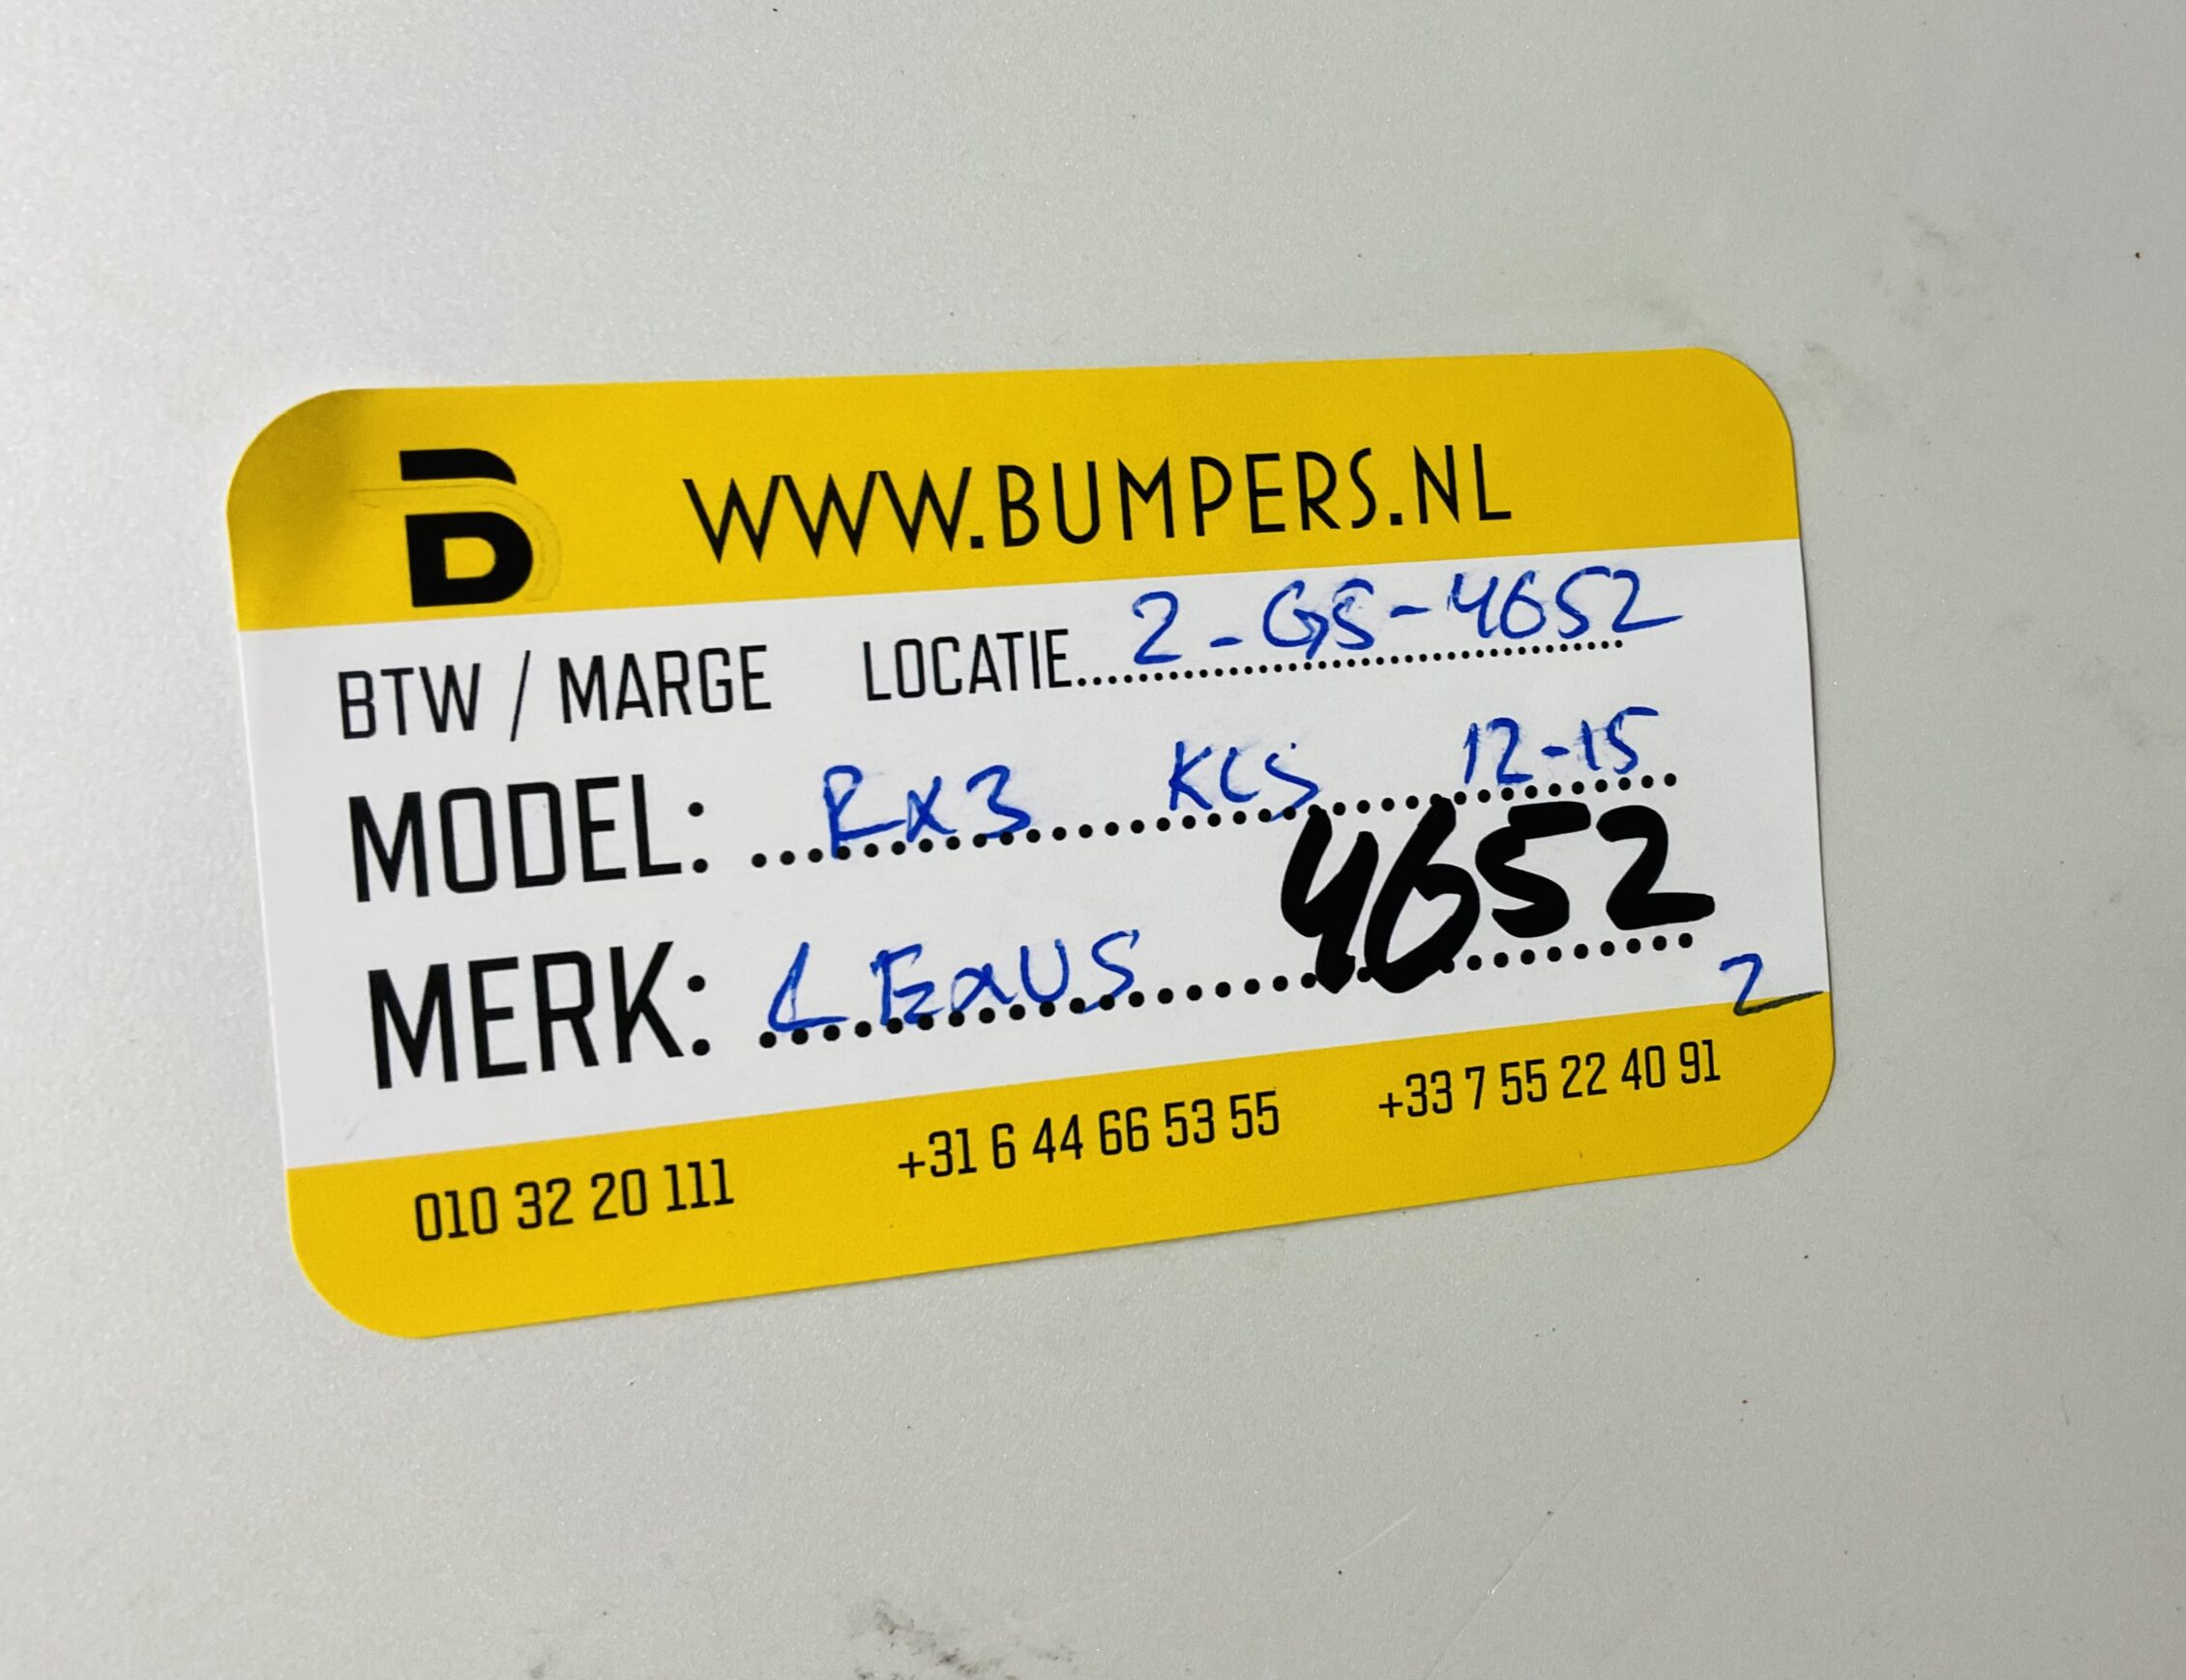 B WWW.BUMPERS.NL
BTW / MARGE LOCATIE 2-GS-4652
MODEL: RX3 KCS 12-15
MERK: LEXUS 4652
2
010 32 20 111 +31 6 44 66 53 55 +33 7 55 22 40 91